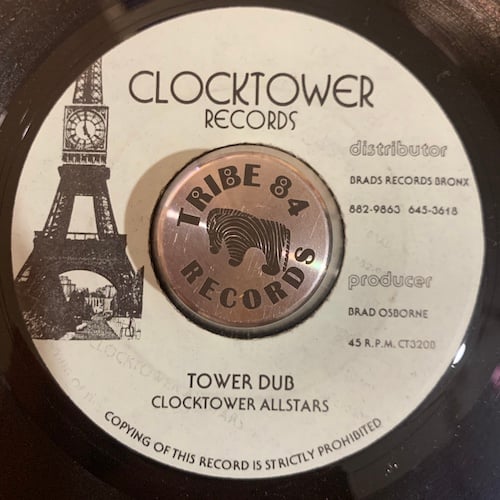 CLOCKTOWER
RECORDS
distributor
BRADS RECORDS BRONX
882-9863 645-3618
TRIBE 84
RECORDS
producer
BRAD OSBORNE
45 R.P.M. CT320B
TOWER DUB
CLOCKTOWER ALLSTARS
COPYING OF THIS RECORD IS STRICTLY PROHIBITED